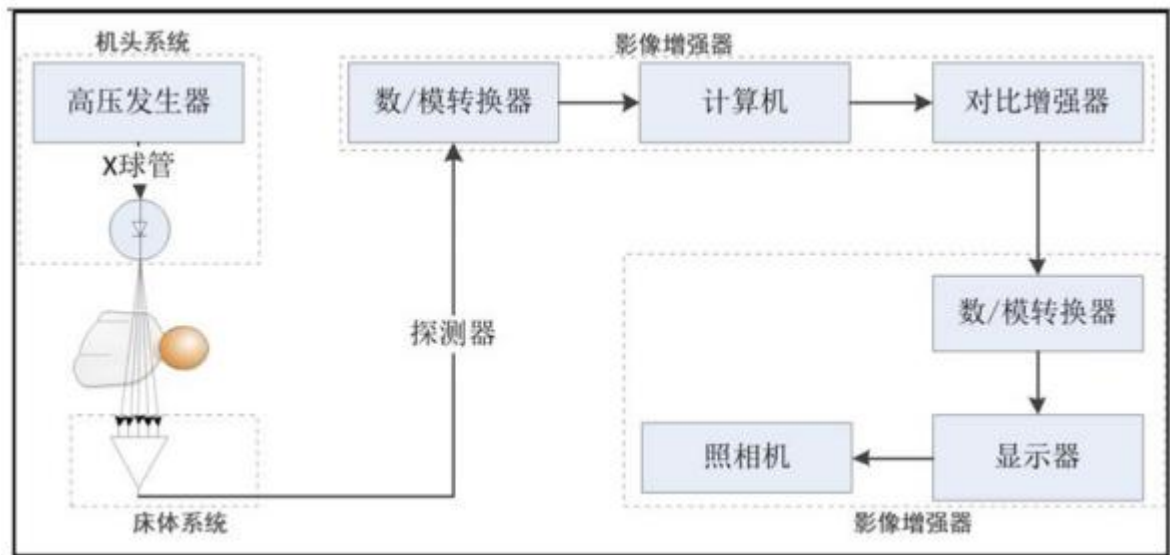 机头系统
高压发生器
X球管
床体系统
探测器
影像增强器
数/模转换器
计算机
对比增强器
数/模转换器
显示器
照相机
影像增强器